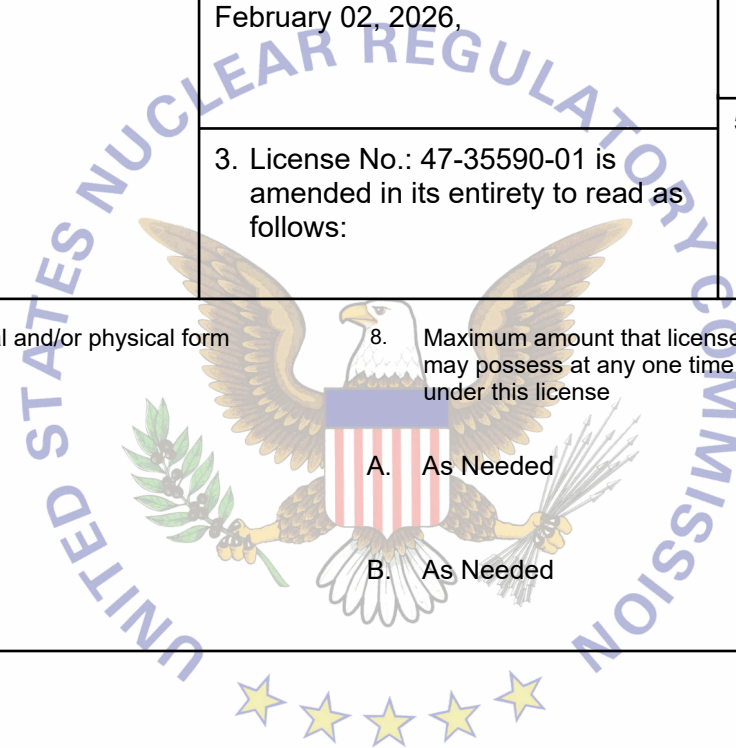 February 02, 2026,
3. License No.: 47-35590-01 is
amended in its entirety to read as
follows:
and/or physical form
8. Maximum amount that license
may possess at any one time
under this license
A. As Needed
B. As Needed
UNITED STATES NUCLEAR REGULATORY COMMISSION